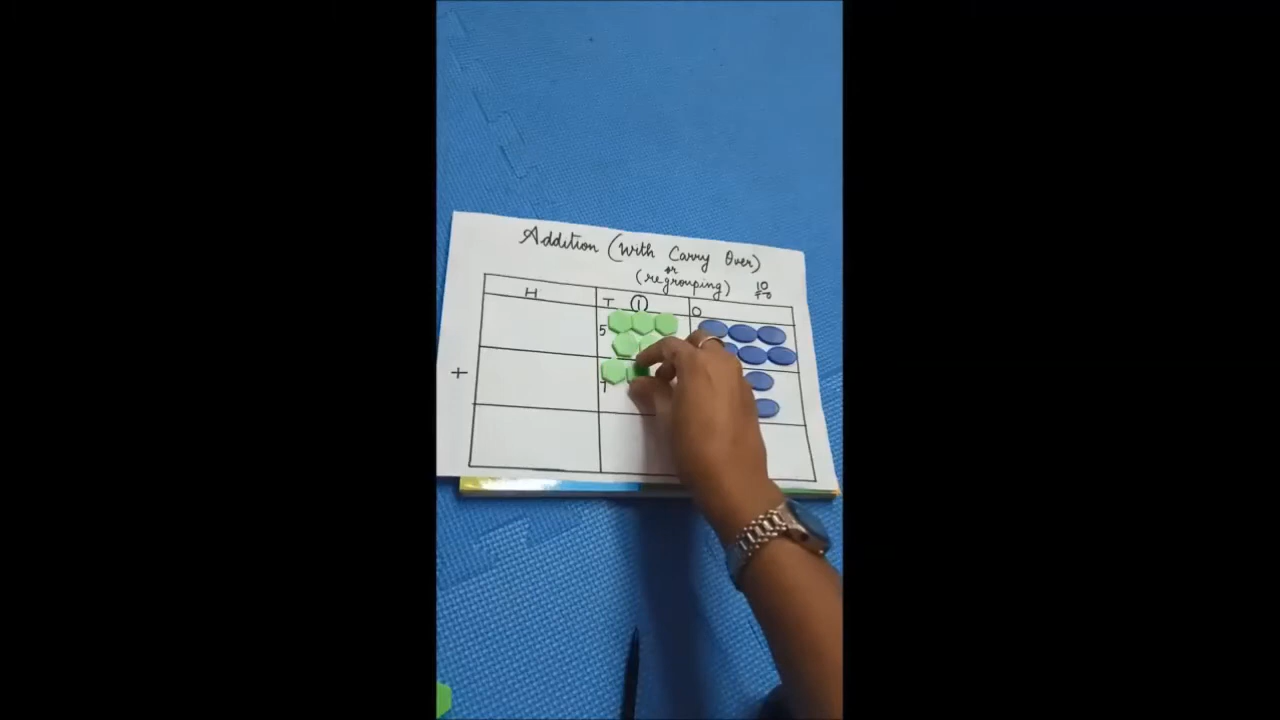 Addition (With Carry Over)
or
(regrouping)
10
H
T ①
O
5
+